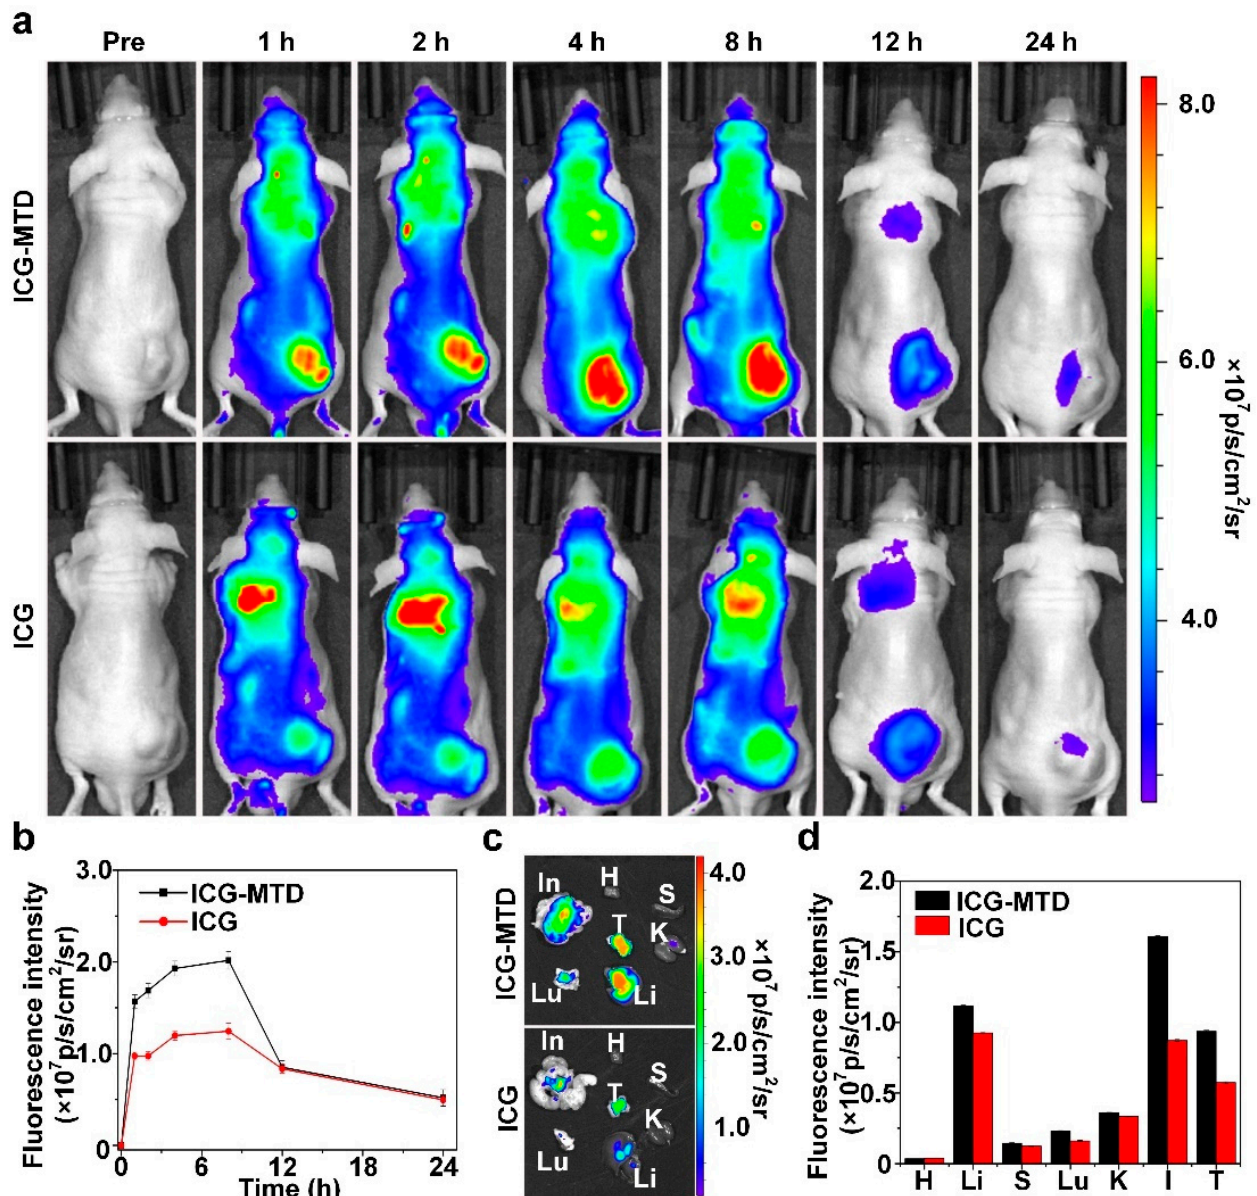 a
Pre 1 h 2 h 4 h 8 h 12 h 24 h
ICG-MTD
ICG
8.0
6.0
4.0
×10⁷p/s/cm²/sr
b
Fluorescence intensity
(×10⁷p/s/cm²/sr)
3.0
2.0
1.0
0
ICG-MTD
ICG
0 6 12 18 24
Time (h)
c
ICG-MTD
In H S
T K
Lu Li
ICG
In H S
T K
Lu Li
4.0
3.0
2.0
1.0
×10⁷p/s/cm²/sr
d
Fluorescence intensity
(×10⁷p/s/cm²/sr)
2.0
1.5
1.0
0.5
0
ICG-MTD
ICG
H Li S Lu K I T